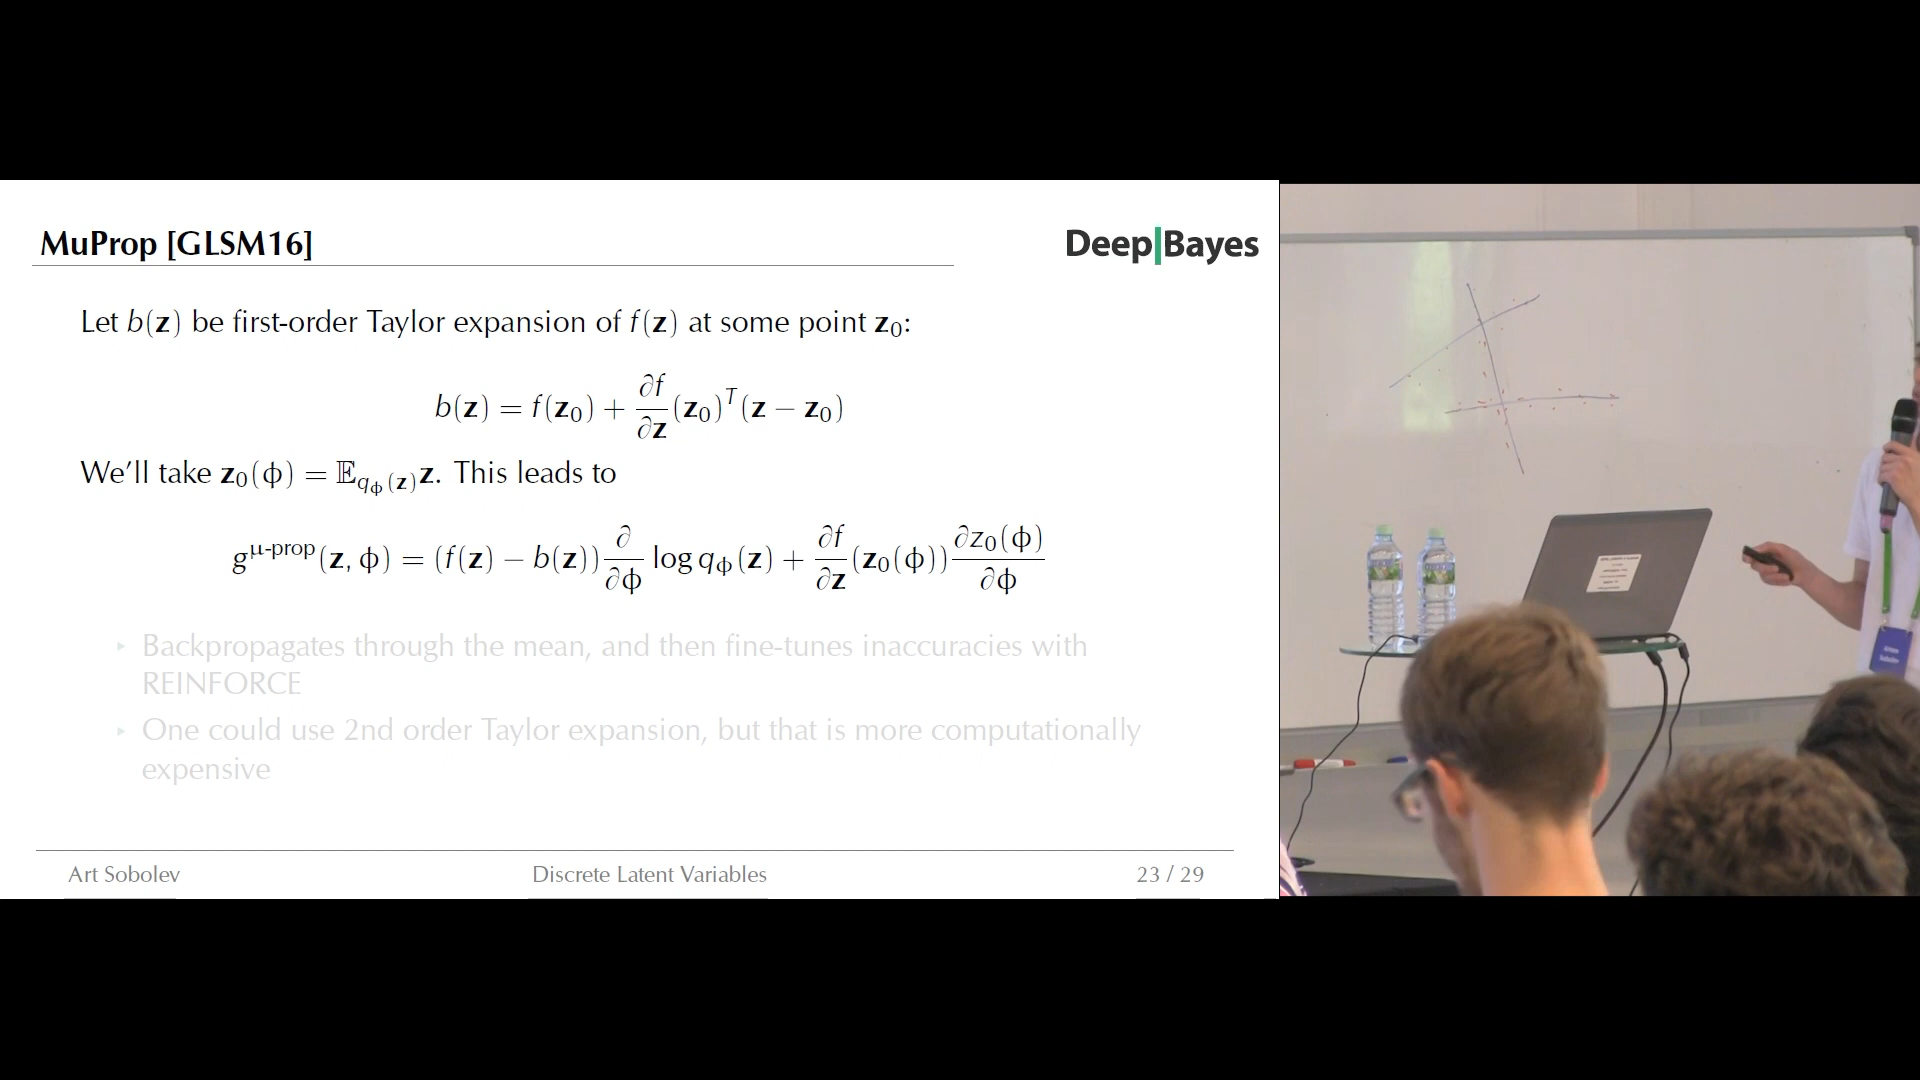 MuProp [GLSM16]
Deep|Bayes
Let b(z) be first-order Taylor expansion of f(z) at some point z₀:
b(z) = f(z₀) + ∂f/∂z (z₀)ᵀ(z − z₀)
We'll take z₀(ϕ) = 𝔼_{q_ϕ(z)} z. This leads to
g^{μ-prop}(z, ϕ) = (f(z) − b(z)) ∂/∂ϕ log q_ϕ(z) + ∂f/∂z (z₀(ϕ)) ∂z₀(ϕ)/∂ϕ
‣ Backpropagates through the mean, and then fine-tunes inaccuracies with
REINFORCE
‣ One could use 2nd order Taylor expansion, but that is more computationally
expensive
Art Sobolev
Discrete Latent Variables
23 / 29